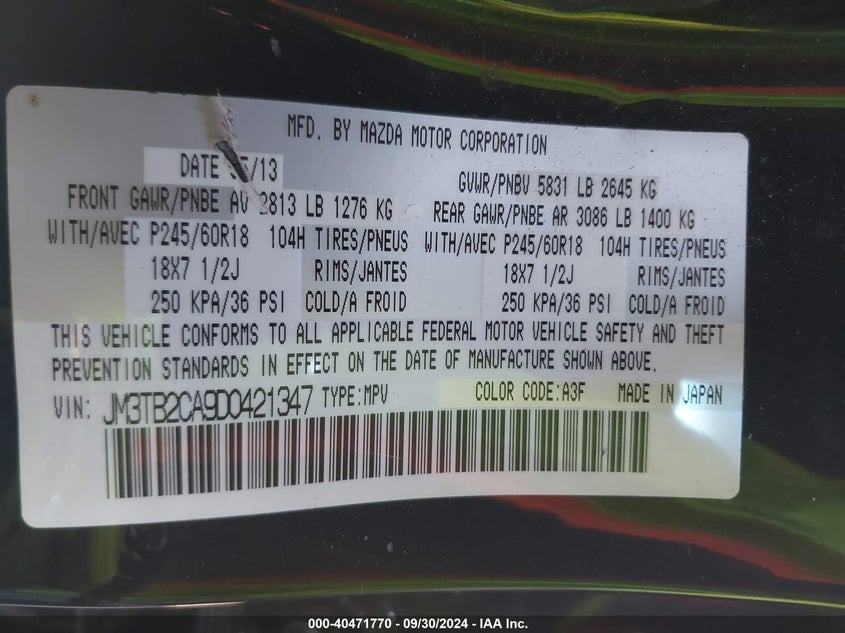 MFD. BY MAZDA MOTOR CORPORATION
DATE /13
GVWR/PNBV 5831 LB 2645 KG
FRONT GAWR/PNBE AV 2813 LB 1276 KG
REAR GAWR/PNBE AR 3086 LB 1400 KG
WITH/AVEC P245/60R18 104H TIRES/PNEUS WITH/AVEC P245/60R18 104H TIRES/PNEUS
18X7 1/2J RIMS/JANTES 18X7 1/2J RIMS/JANTES
250 KPA/36 PSI COLD/A FROID 250 KPA/36 PSI COLD/A FROID
THIS VEHICLE CONFORMS TO ALL APPLICABLE FEDERAL MOTOR VEHICLE SAFETY AND THEFT
PREVENTION STANDARDS IN EFFECT ON THE DATE OF MANUFACTURE SHOWN ABOVE.
VIN: JM3TB2CA9D0421347 TYPE:MPV COLOR CODE:A3F MADE IN JAPAN
000-40471770 - 09/30/2024 - IAA Inc.